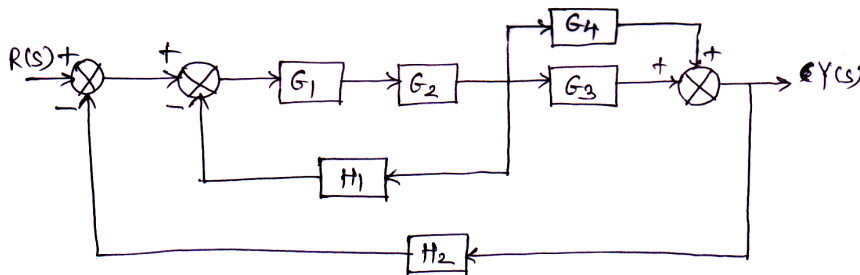 G4
R(S) + + +
G1 G2 + G3 Y(s)
− −
H1
H2